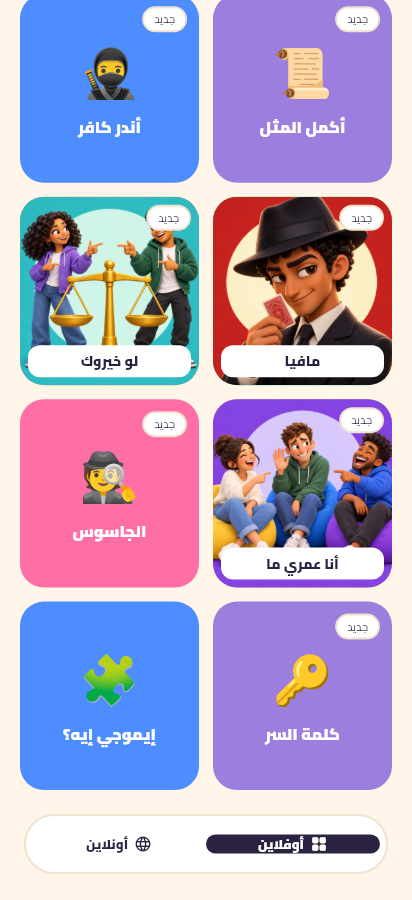 جديد
أكمل المثل
جديد
أندر كافر
جديد
مافيا
جديد
لو خيروك
جديد
أنا عمري ما
جديد
الجاسوس
جديد
كلمة السر
إيموجي إيه؟
أوفلاين
أونلاين